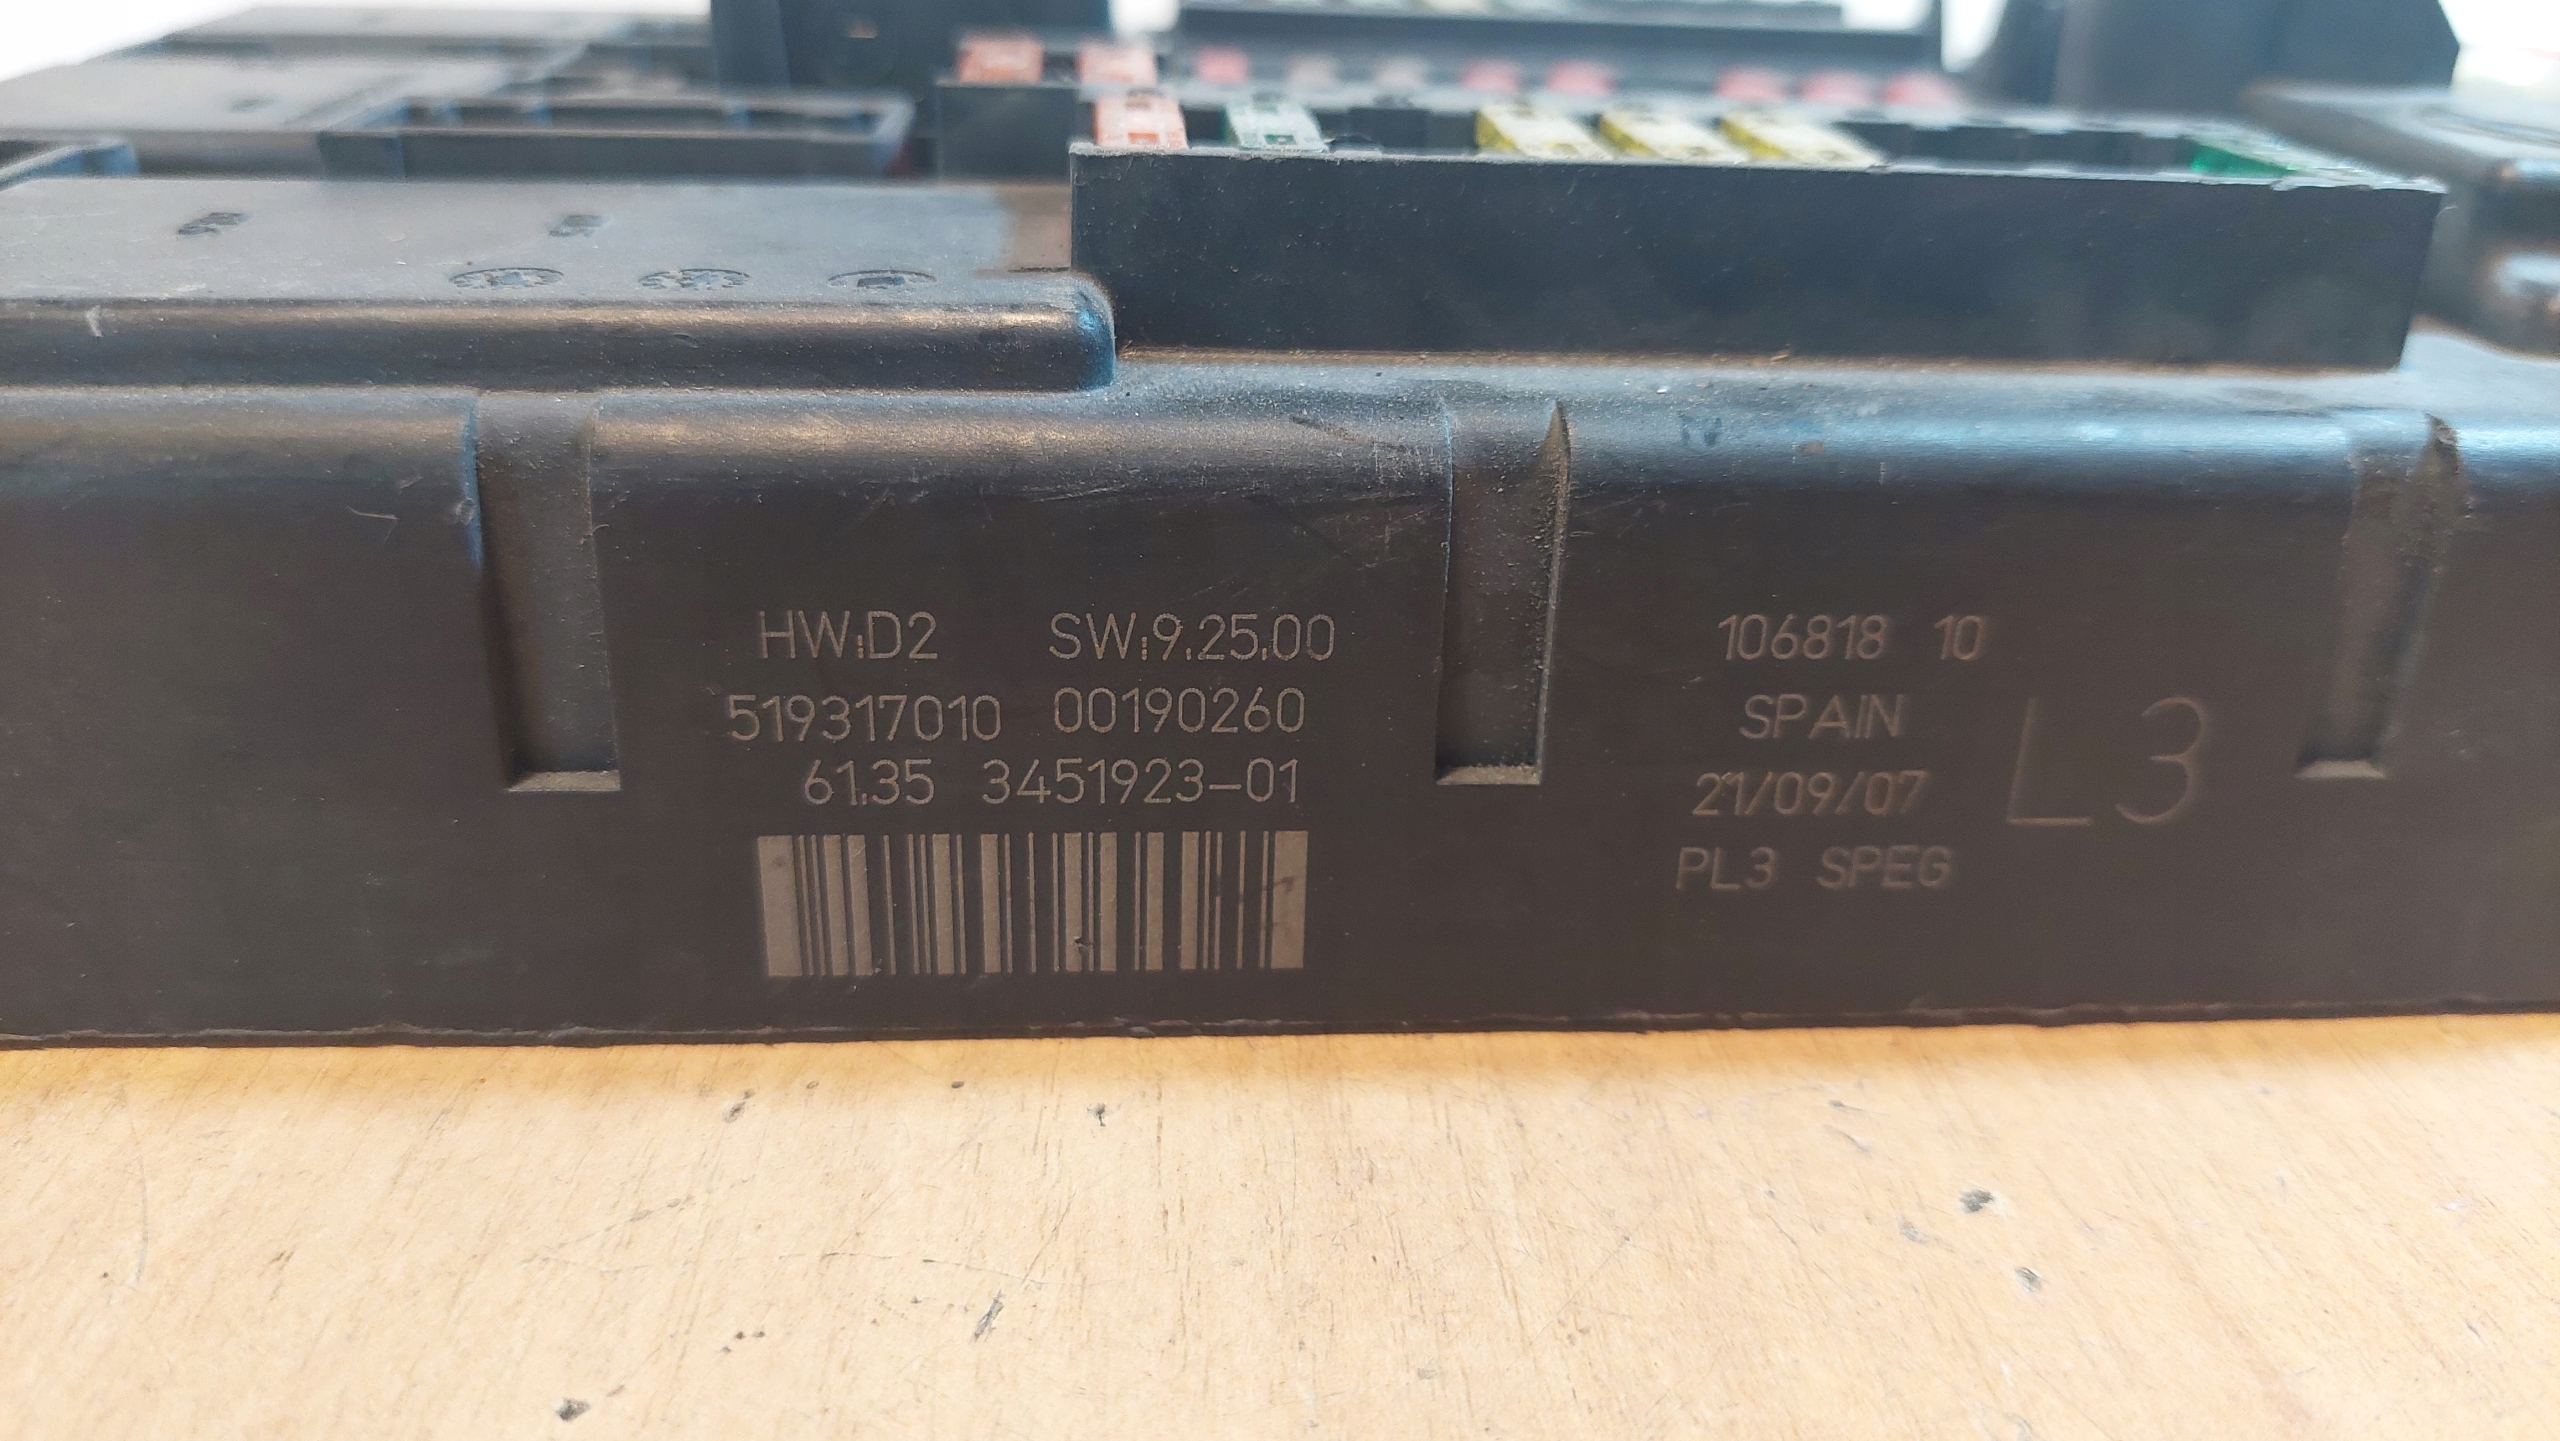 HW:D2 SW:9.25.00
519317010 00190260
61.35 3451923-01
106818 10
SPAIN
21/09/07
PL3 SPEG
L3